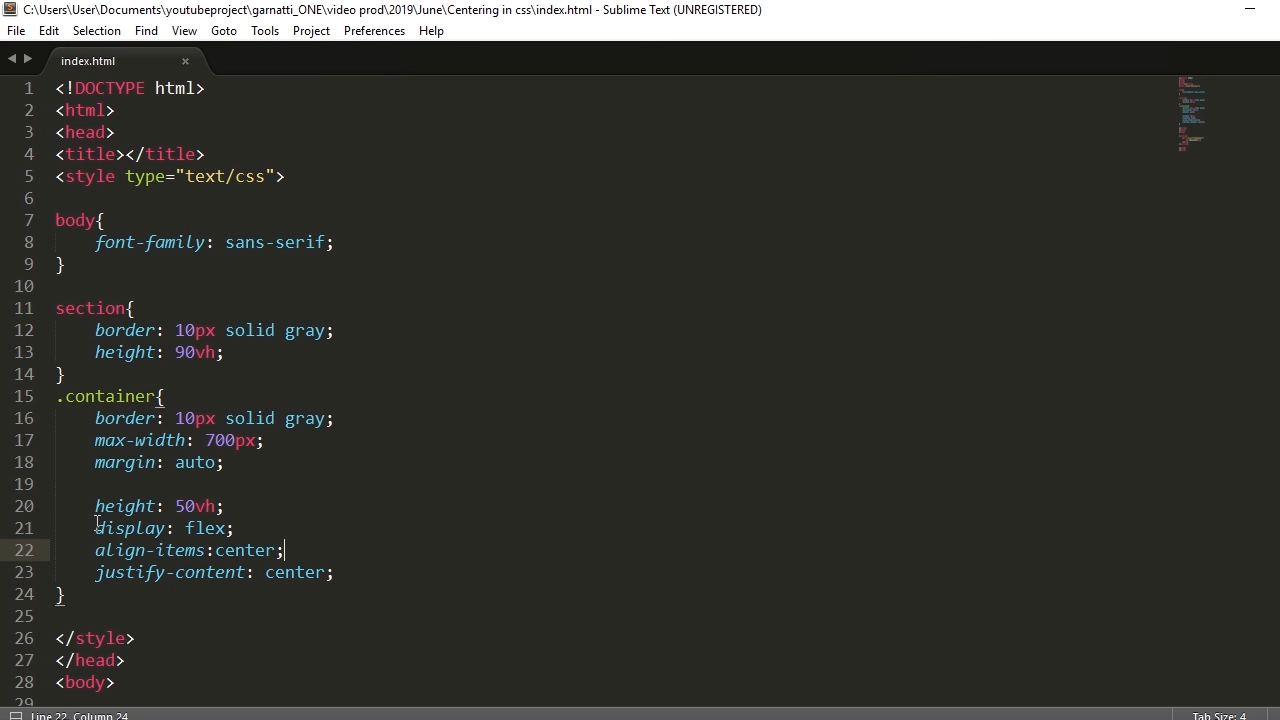 C:\Users\User\Documents\youtubeproject\garnatti_ONE\video prod\2019\June\Centering in css\index.html - Sublime Text (UNREGISTERED)
File Edit Selection Find View Goto Tools Project Preferences Help
index.html
1 <!DOCTYPE html>
2 <html>
3 <head>
4 <title></title>
5 <style type="text/css">
6
7 body{
8 font-family: sans-serif;
9 }
10
11 section{
12 border: 10px solid gray;
13 height: 90vh;
14 }
15 .container{
16 border: 10px solid gray;
17 max-width: 700px;
18 margin: auto;
19
20 height: 50vh;
21 display: flex;
22 align-items:center;
23 justify-content: center;
24 }
25
26 </style>
27 </head>
28 <body>
29
Line 22, Column 24 Tab Size: 4